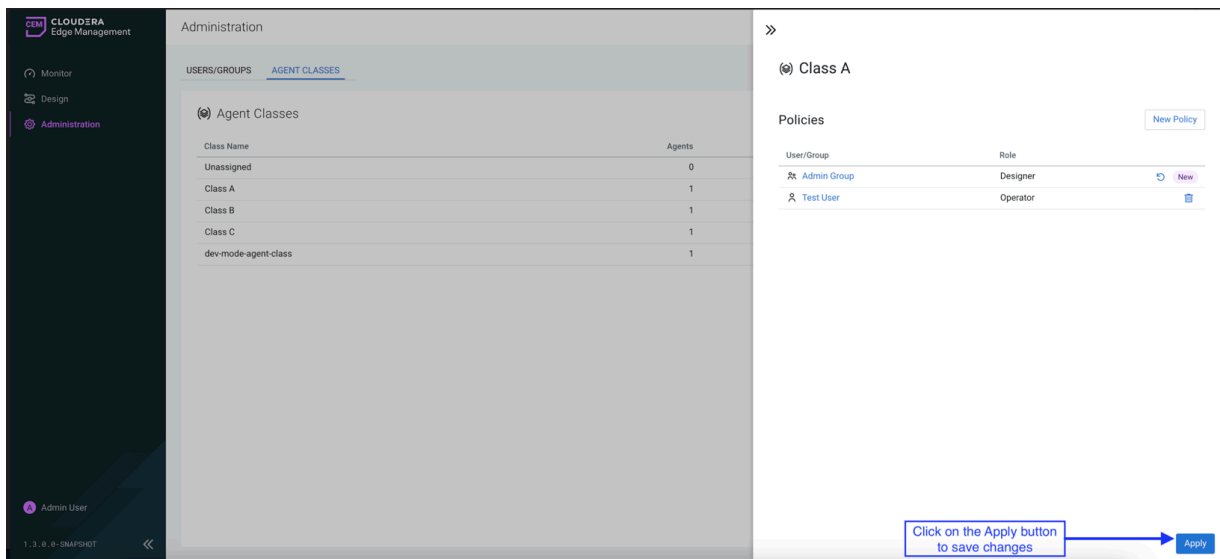 CEM CLOUDERA
Edge Management
Monitor
Design
Administration
Admin User
1.3.0.0-SNAPSHOT
Administration
USERS/GROUPS AGENT CLASSES
Agent Classes
Class Name Agents
Unassigned 0
Class A 1
Class B 1
Class C 1
dev-mode-agent-class 1
Class A
Policies New Policy
User/Group Role
Admin Group Designer New
Test User Operator
Click on the Apply button
to save changes
Apply